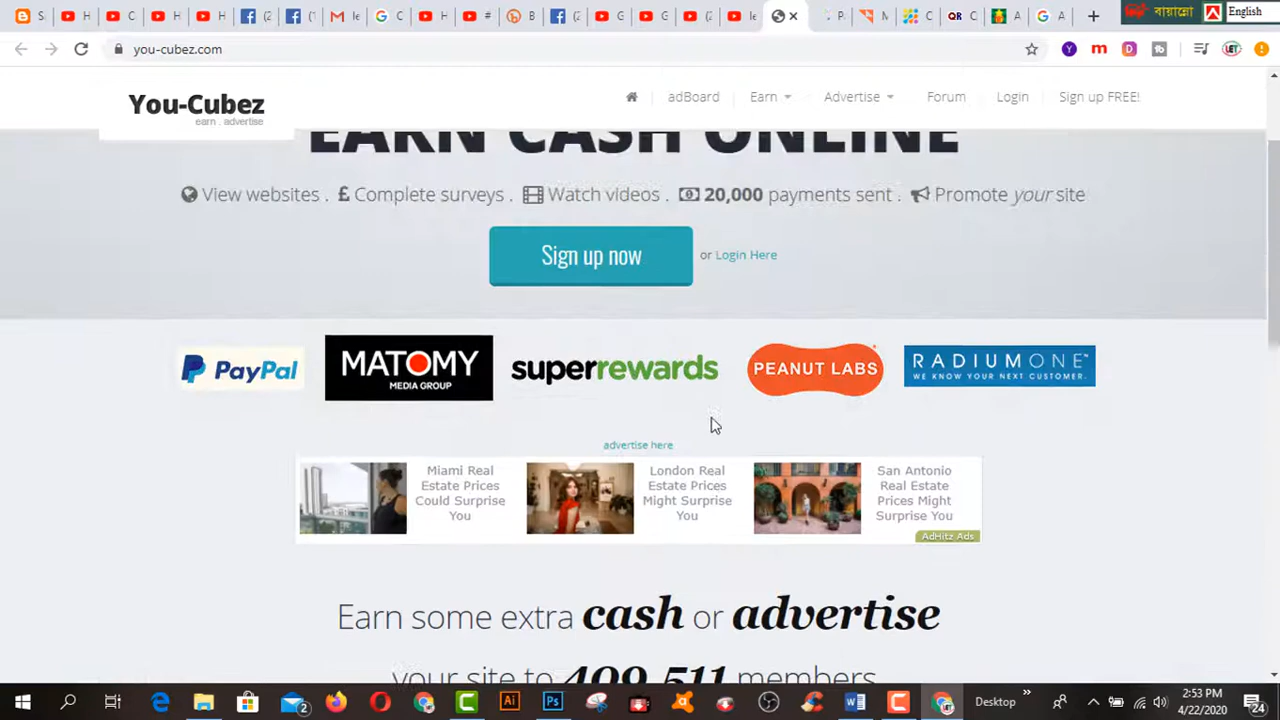 বায়ান্নো
English
you-cubez.com
You-Cubez
earn . advertise
adBoard
Earn
Advertise
Forum
Login
Sign up FREE!
EARN CASH ONLINE
View websites .
£ Complete surveys .
Watch videos .
20,000 payments sent .
Promote your site
Sign up now
or Login Here
PayPal
MATOMY
MEDIA GROUP
superrewards
PEANUT LABS
RADIUMONE
WE KNOW YOUR NEXT CUSTOMER.
advertise here
Miami Real
Estate Prices
Could Surprise
You
London Real
Estate Prices
Might Surprise
You
San Antonio
Real Estate
Prices Might
Surprise You
AdHitz Ads
Earn some extra cash or advertise
your site to 409,511 members
Desktop
2:53 PM
4/22/2020
24